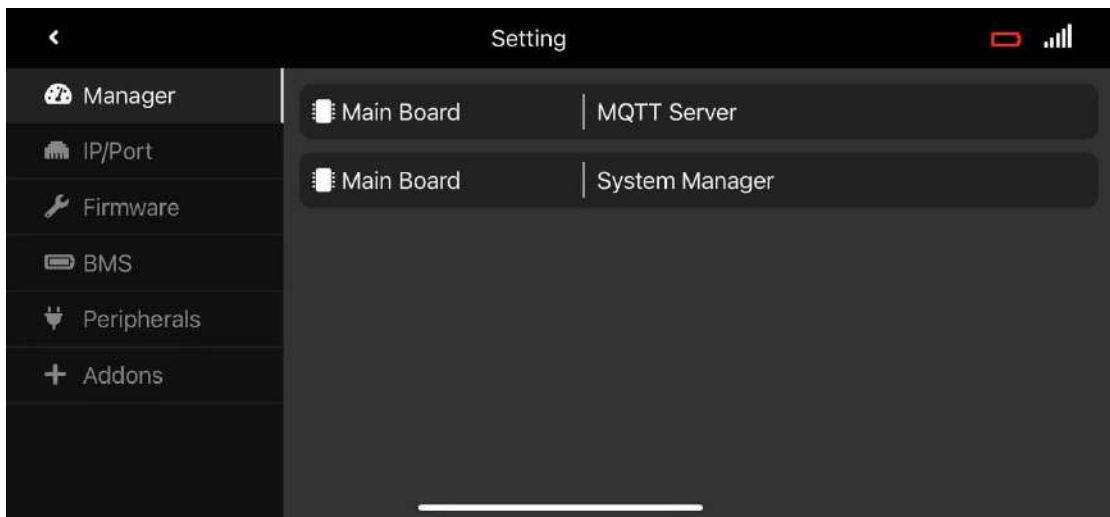 Setting
Manager
IP/Port
Firmware
BMS
Peripherals
Addons
Main Board MQTT Server
Main Board System Manager